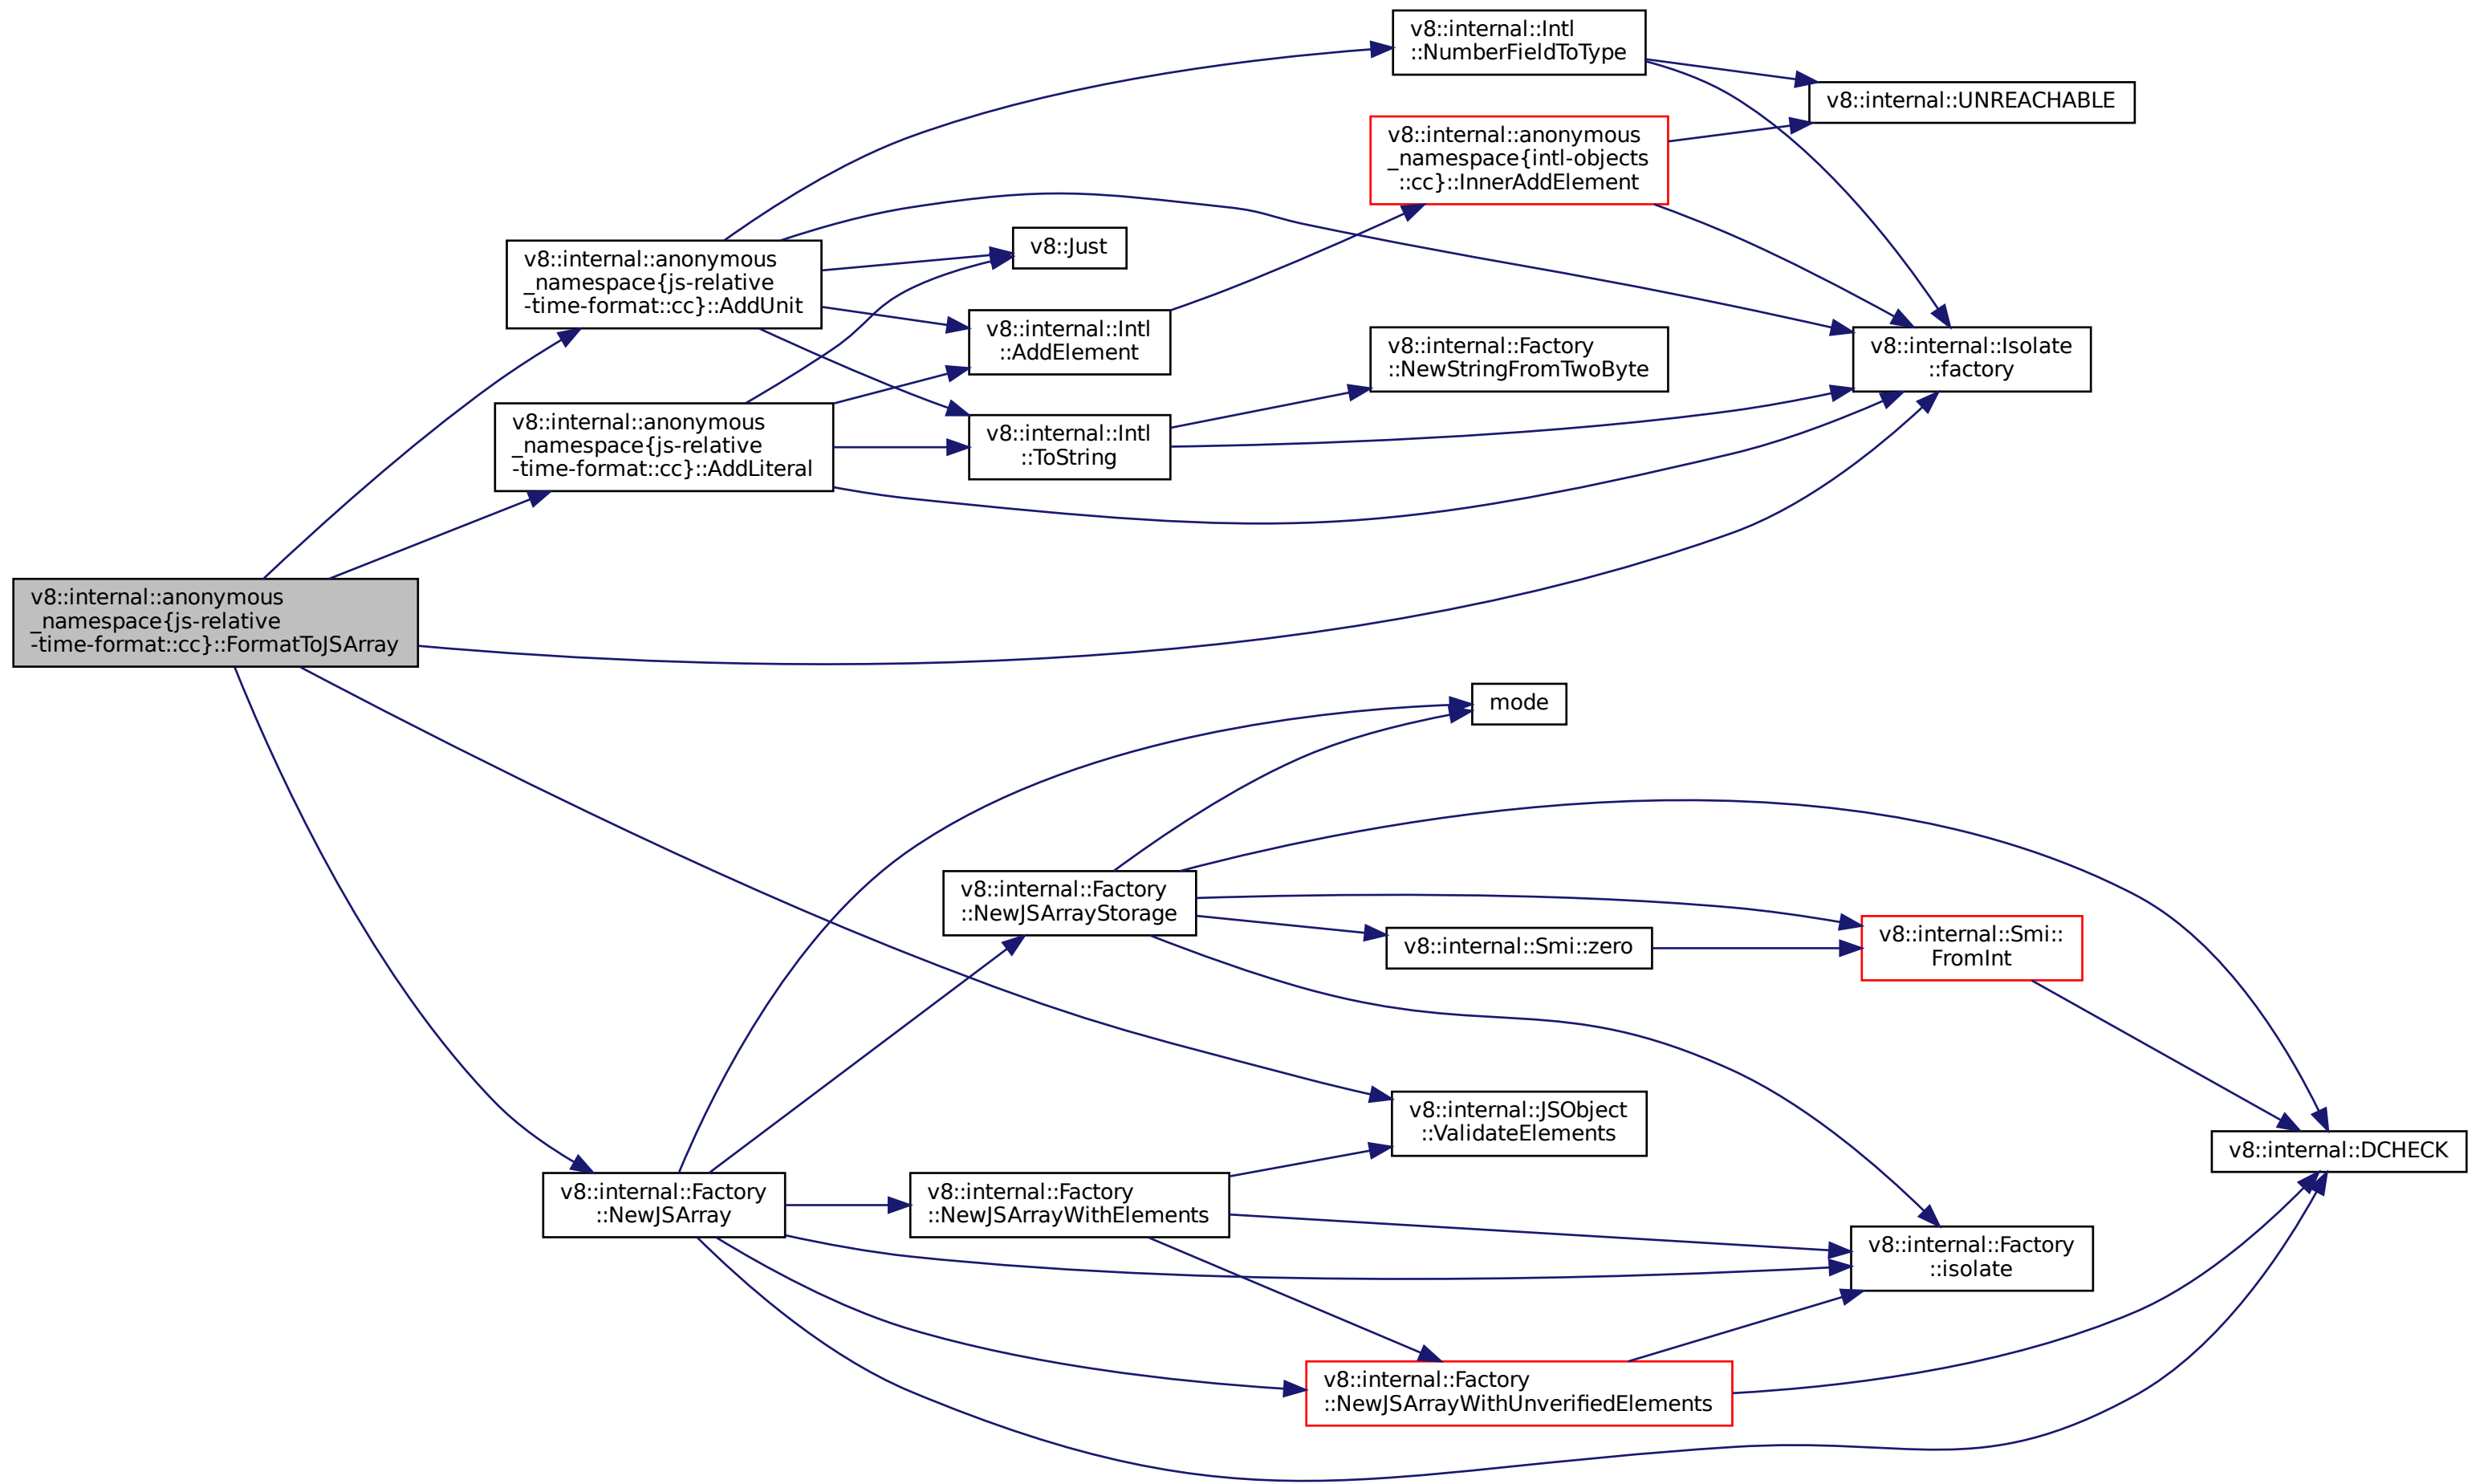 v8::internal::Intl
::NumberFieldToType
v8::internal::UNREACHABLE
v8::internal::anonymous
_namespace{intl-objects
::cc}::InnerAddElement
v8::Just
v8::internal::anonymous
_namespace{js-relative
-time-format::cc}::AddUnit
v8::internal::Intl
::AddElement
v8::internal::Factory
::NewStringFromTwoByte
v8::internal::Isolate
::factory
v8::internal::anonymous
_namespace{js-relative
-time-format::cc}::AddLiteral
v8::internal::Intl
::ToString
v8::internal::anonymous
_namespace{js-relative
-time-format::cc}::FormatToJSArray
mode
v8::internal::Factory
::NewJSArrayStorage
v8::internal::Smi::zero
v8::internal::Smi::
FromInt
v8::internal::JSObject
::ValidateElements
v8::internal::DCHECK
v8::internal::Factory
::NewJSArray
v8::internal::Factory
::NewJSArrayWithElements
v8::internal::Factory
::isolate
v8::internal::Factory
::NewJSArrayWithUnverifiedElements